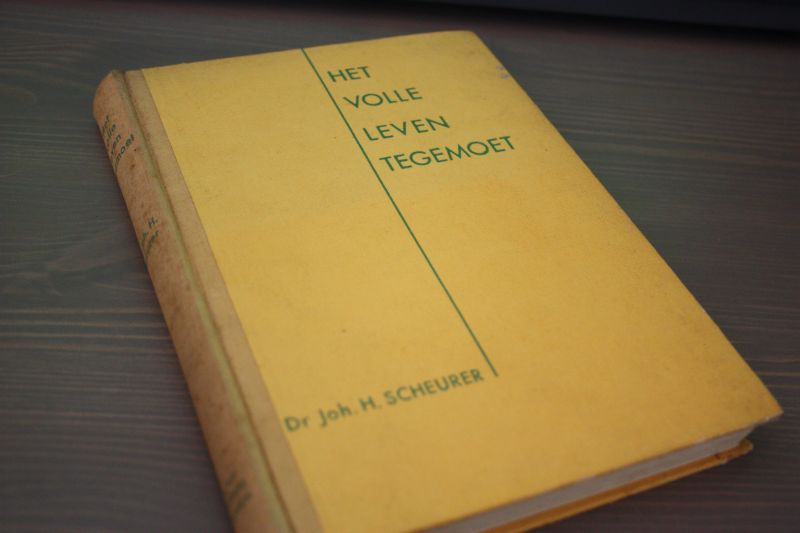 HET
VOLLE
LEVEN
TEGEMOET
Dr Joh. H. SCHEURER